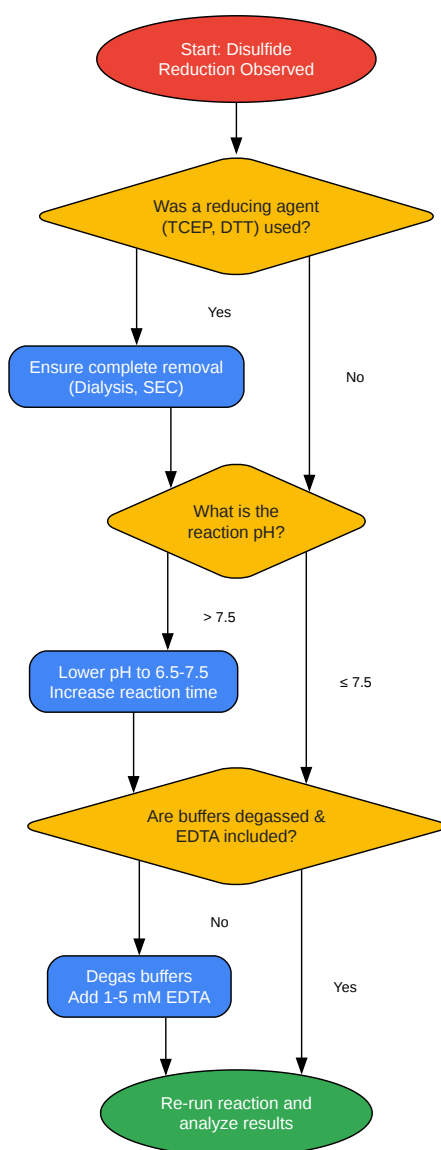 Start: Disulfide
Reduction Observed
Was a reducing agent
(TCEP, DTT) used?
Yes
Ensure complete removal
(Dialysis, SEC)
No
What is the
reaction pH?
> 7.5
Lower pH to 6.5-7.5
Increase reaction time
≤ 7.5
Are buffers degassed &
EDTA included?
No
Degas buffers
Add 1-5 mM EDTA
Yes
Re-run reaction and
analyze results